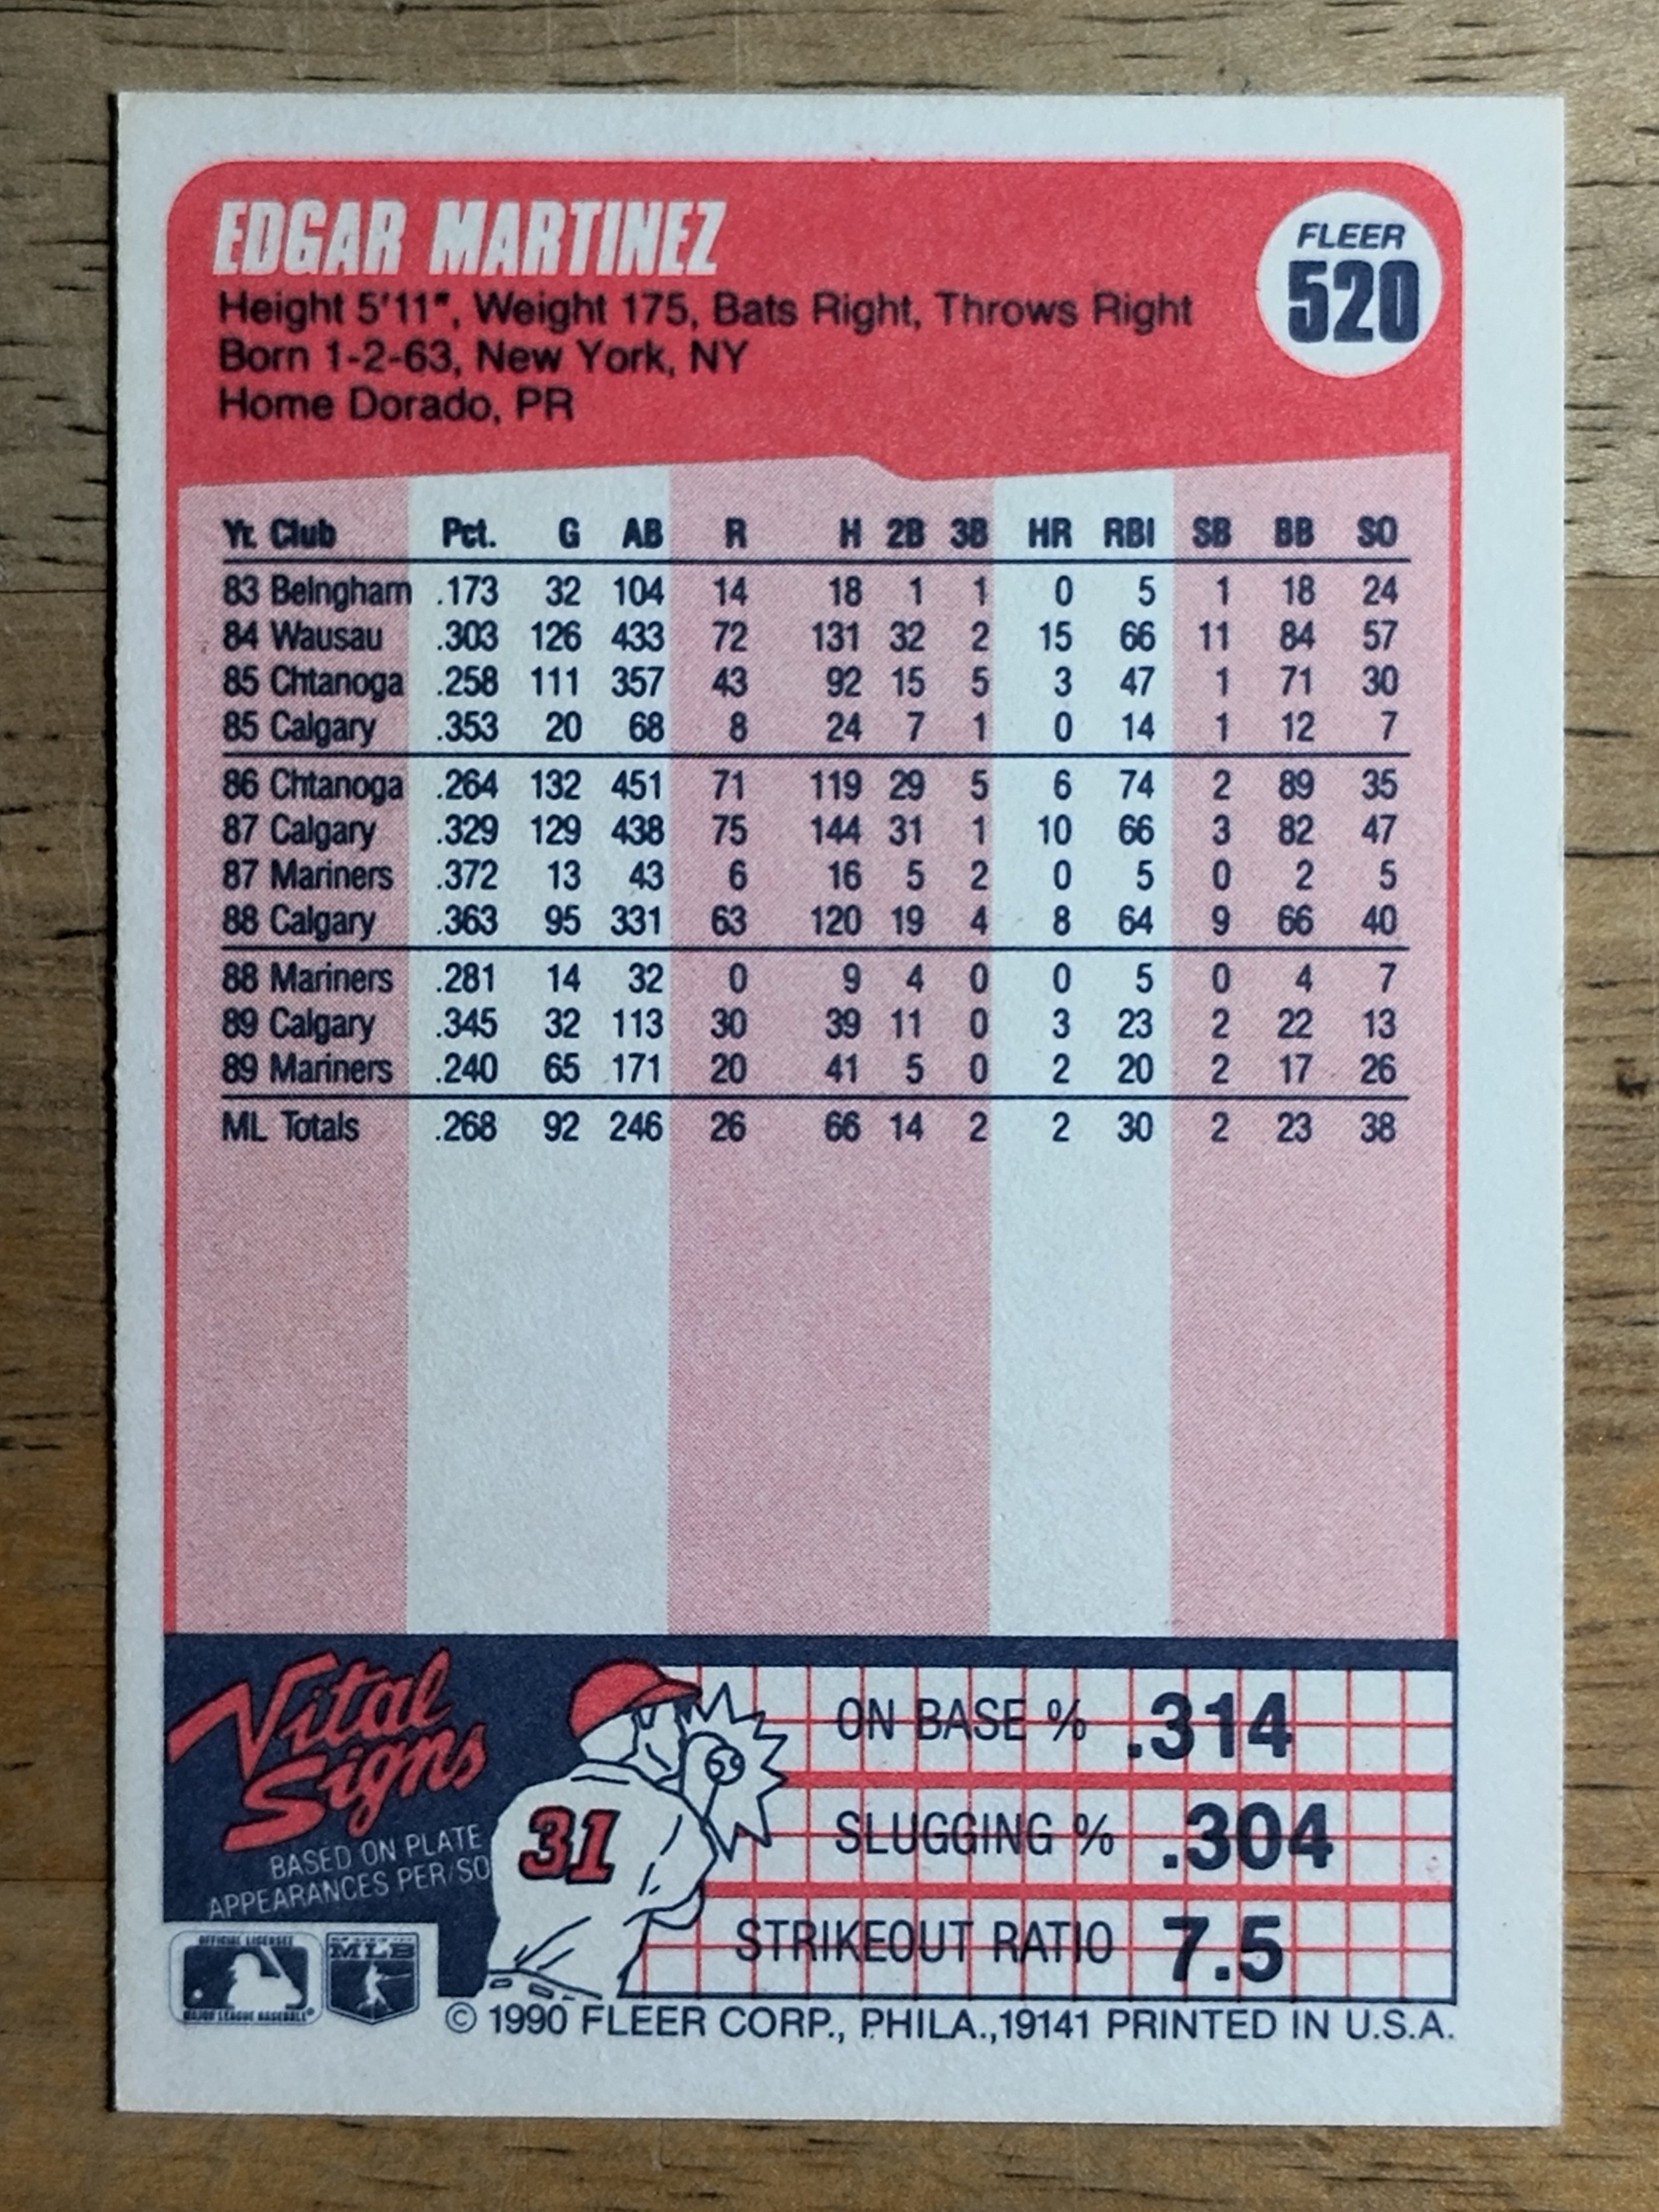 EDGAR MARTINEZ
FLEER
520
Height 5'11", Weight 175, Bats Right, Throws Right
Born 1-2-63, New York, NY
Home Dorado, PR
Yr. Club Pct. G AB R H 2B 3B HR RBI SB BB SO
83 Belngham .173 32 104 14 18 1 1 0 5 1 18 24
84 Wausau .303 126 433 72 131 32 2 15 66 11 84 57
85 Chtanoga .258 111 357 43 92 15 5 3 47 1 71 30
85 Calgary .353 20 68 8 24 7 1 0 14 1 12 7
86 Chtanoga .264 132 451 71 119 29 5 6 74 2 89 35
87 Calgary .329 129 438 75 144 31 1 10 66 3 82 47
87 Mariners .372 13 43 6 16 5 2 0 5 0 2 5
88 Calgary .363 95 331 63 120 19 4 8 64 9 66 40
88 Mariners .281 14 32 0 9 4 0 0 5 0 4 7
89 Calgary .345 32 113 30 39 11 0 3 23 2 22 13
89 Mariners .240 65 171 20 41 5 0 2 20 2 17 26
ML Totals .268 92 246 26 66 14 2 2 30 2 23 38
Vital
Signs
BASED ON PLATE
APPEARANCES PER/SO
31
ON BASE % .314
SLUGGING % .304
STRIKEOUT RATIO 7.5
OFFICIAL LICENSEE
MAJOR LEAGUE BASEBALL
MLB
© 1990 FLEER CORP., PHILA.,19141 PRINTED IN U.S.A.